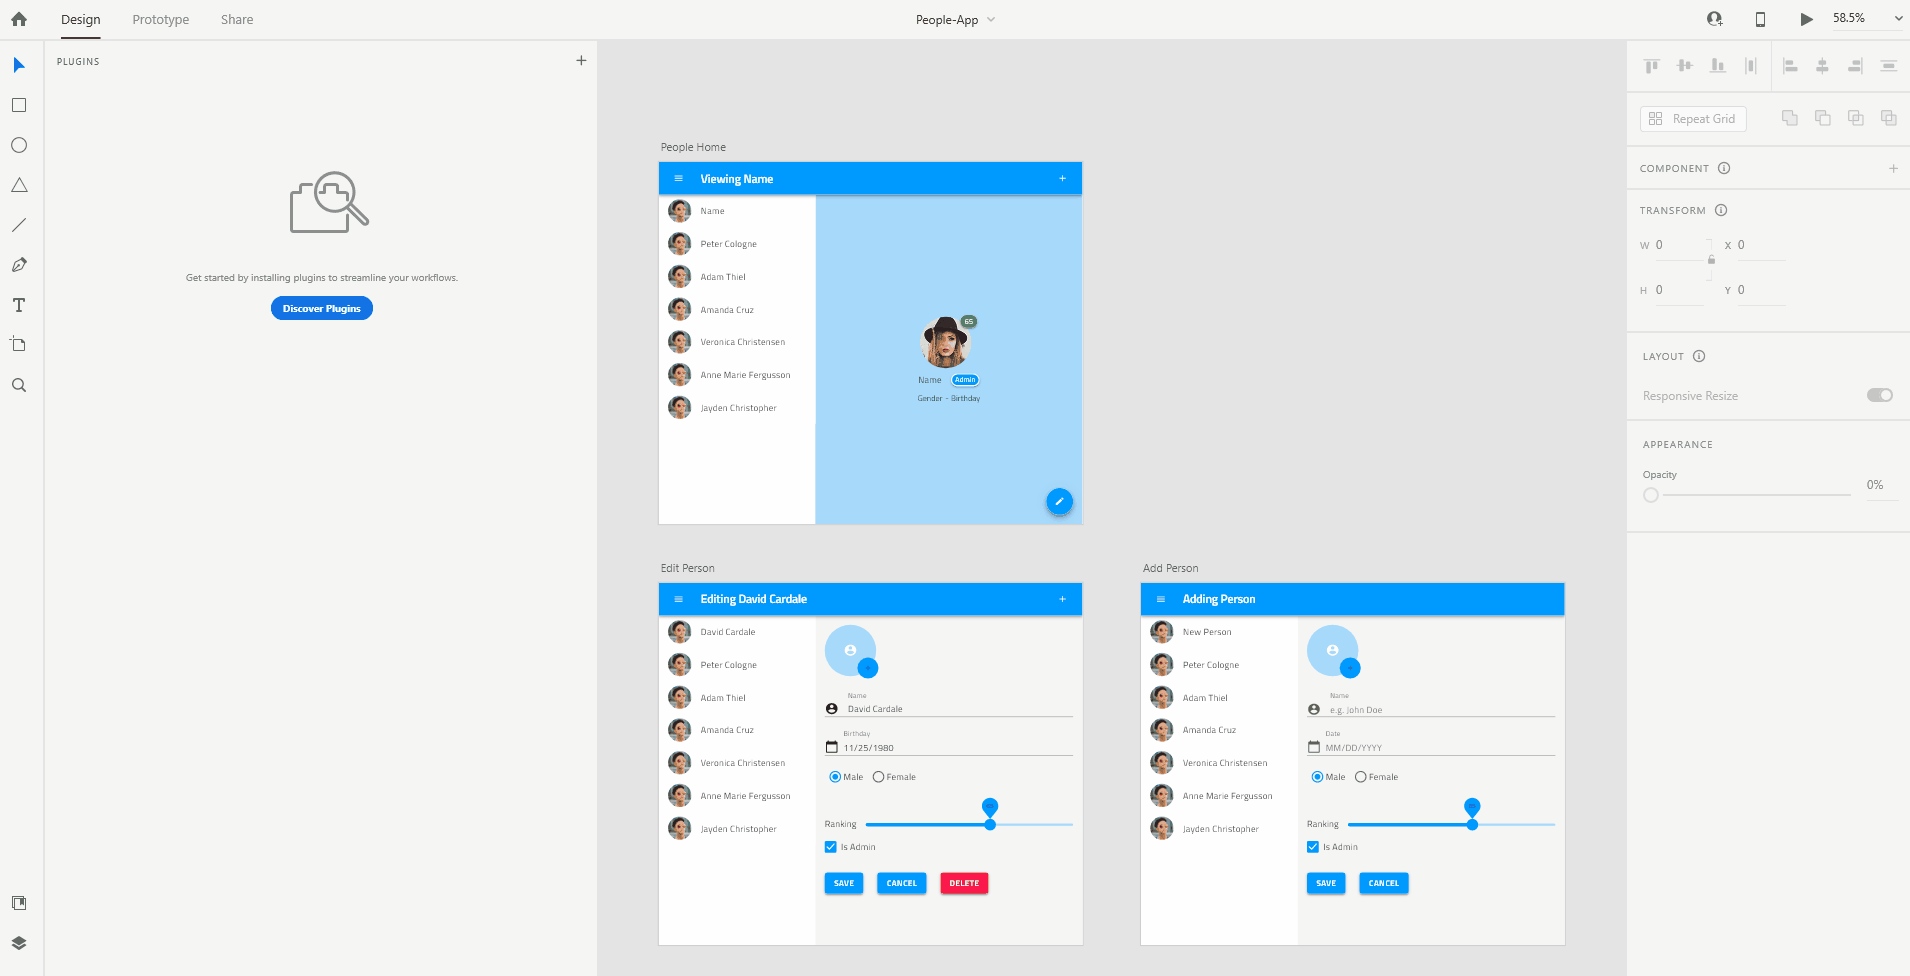 Design Prototype Share People-App 58.5%
PLUGINS
Get started by installing plugins to streamline your workflows.
Discover Plugins
People Home
Viewing Name
Name
Peter Cologne
Adam Thiel
Amanda Cruz
Veronica Christensen
Anne Marie Fergusson
Jayden Christopher
65
Name Admin
Gender - Birthday
Edit Person
Editing David Cardale
David Cardale
Peter Cologne
Adam Thiel
Amanda Cruz
Veronica Christensen
Anne Marie Fergusson
Jayden Christopher
Name
David Cardale
Birthday
11/25/1980
Male Female
Ranking
Is Admin
SAVE CANCEL DELETE
Add Person
Adding Person
New Person
Peter Cologne
Adam Thiel
Amanda Cruz
Veronica Christensen
Anne Marie Fergusson
Jayden Christopher
Name
e.g. John Doe
Date
MM/DD/YYYY
Male Female
Ranking
Is Admin
SAVE CANCEL
Repeat Grid
COMPONENT
TRANSFORM
W 0 X 0
H 0 Y 0
LAYOUT
Responsive Resize
APPEARANCE
Opacity
0%